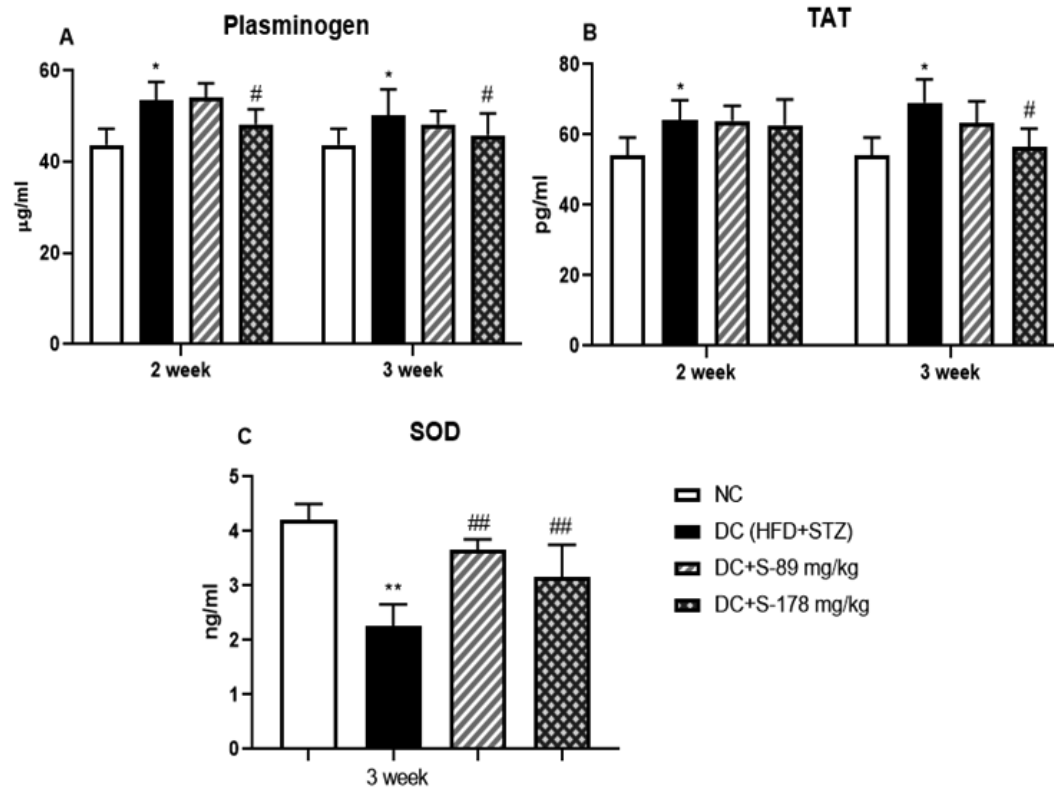 A
Plasminogen
60
40
20
0
µg/ml
*
#
*
#
2 week
3 week
B
TAT
80
60
40
20
0
pg/ml
*
*
#
2 week
3 week
C
SOD
5
4
3
2
1
0
ng/ml
**
##
##
3 week
NC
DC (HFD+STZ)
DC+S-89 mg/kg
DC+S-178 mg/kg